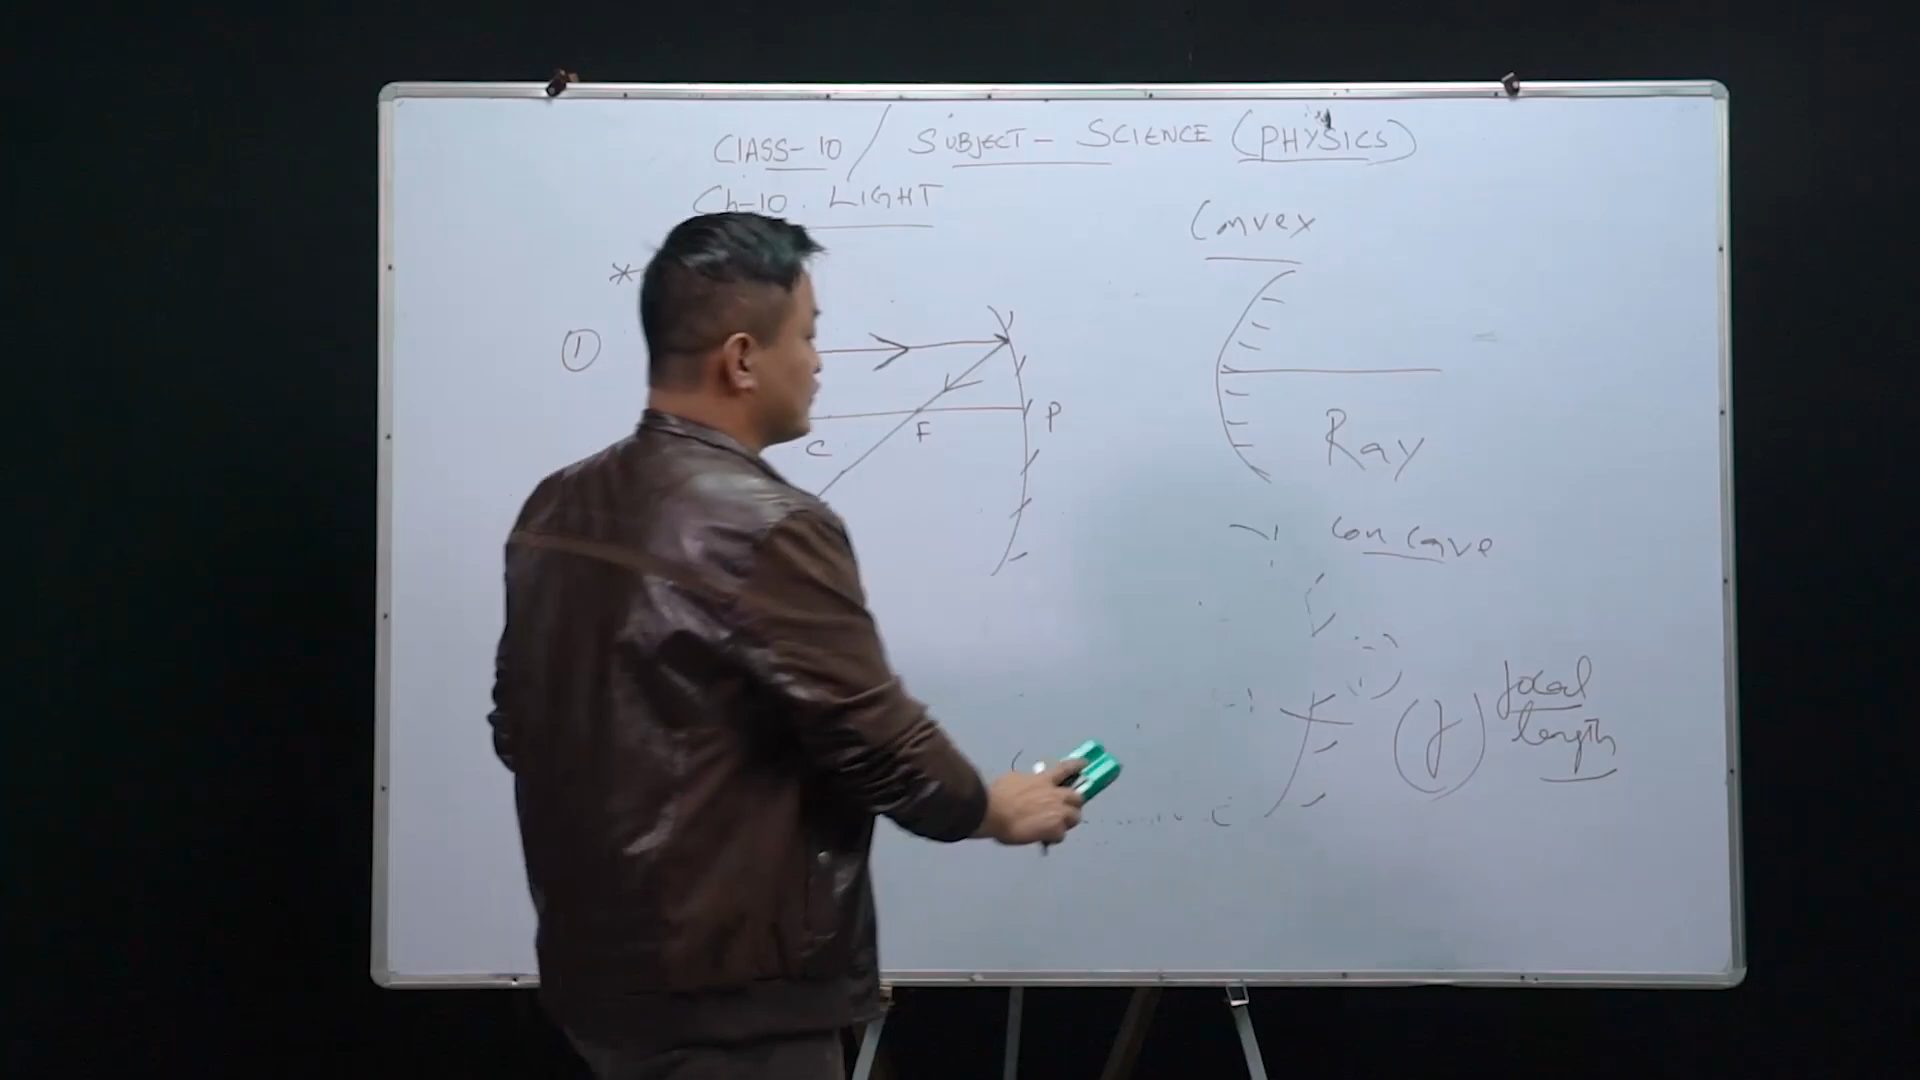 CLASS-10 / SUBJECT - SCIENCE (PHYSICS)
Ch-10. LIGHT
*
①
C
F
P
Convex
Ray
concave
(f) focal
length